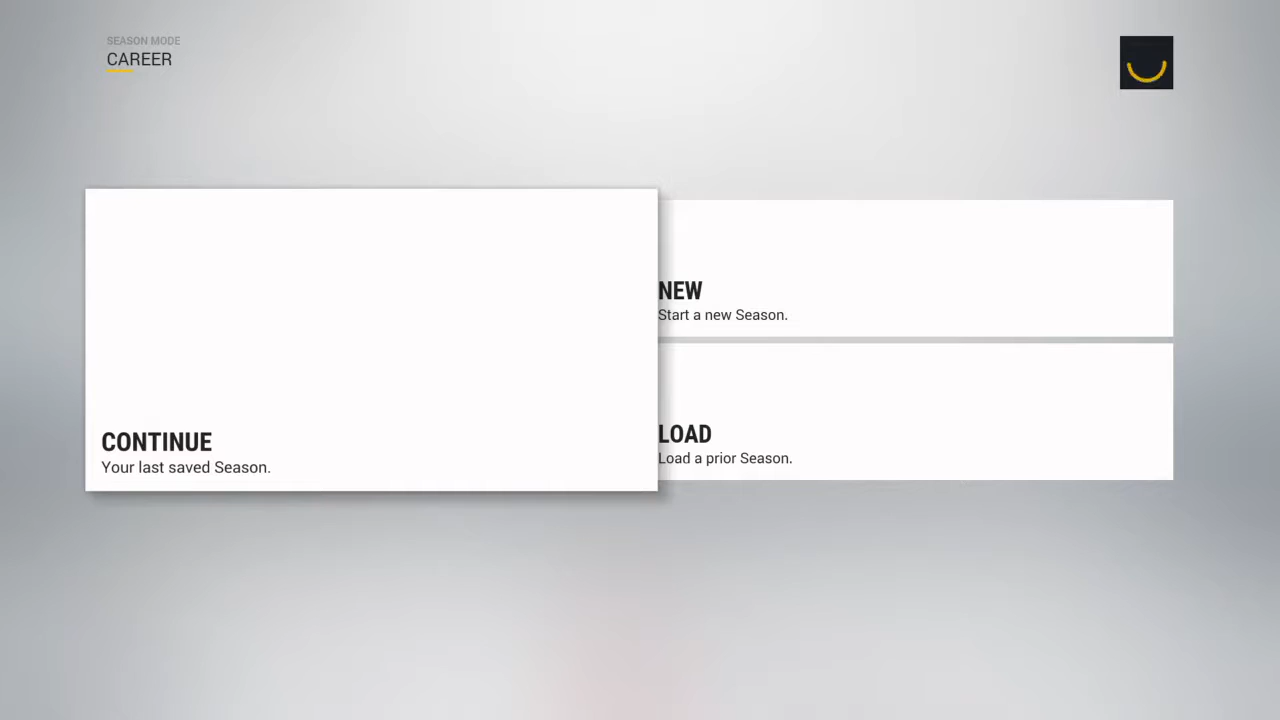 SEASON MODE
CAREER
CONTINUE
Your last saved Season.
NEW
Start a new Season.
LOAD
Load a prior Season.